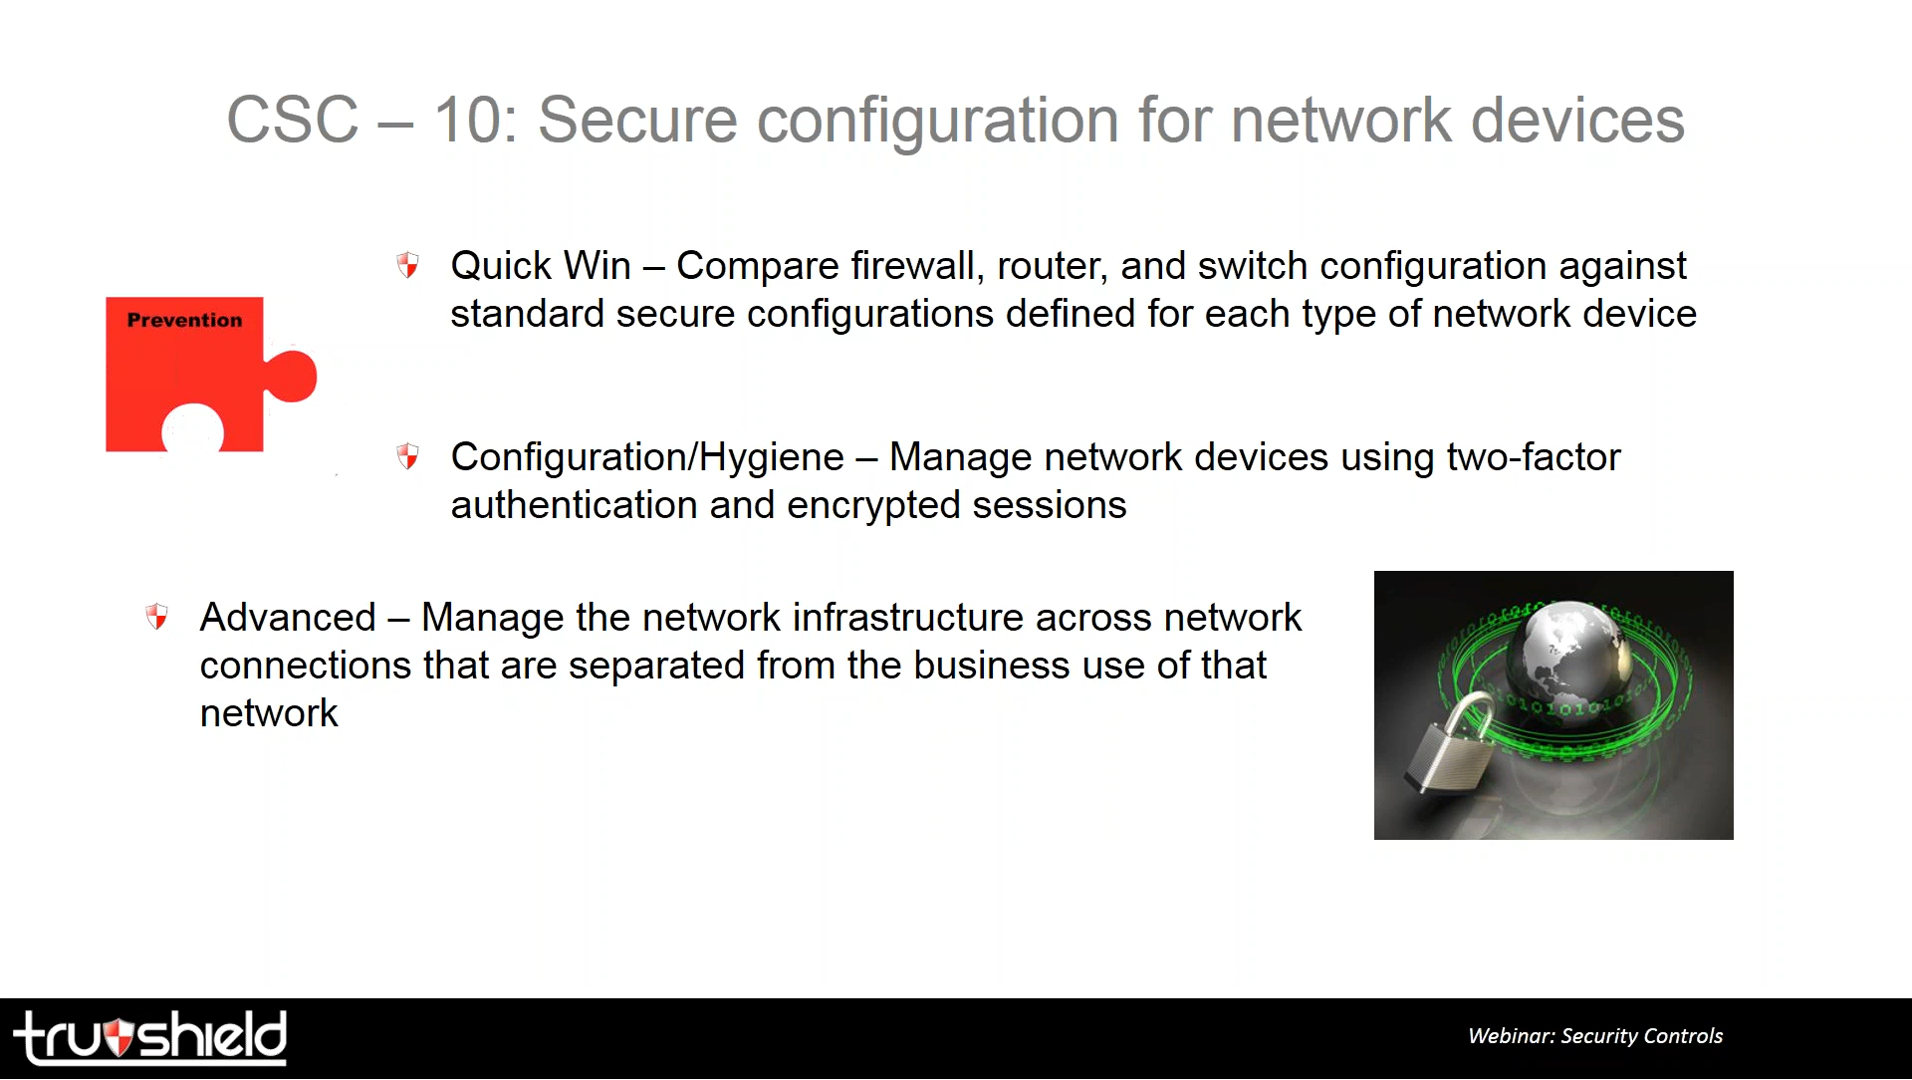 CSC – 10: Secure configuration for network devices
Prevention
Quick Win – Compare firewall, router, and switch configuration against
standard secure configurations defined for each type of network device
Configuration/Hygiene – Manage network devices using two-factor
authentication and encrypted sessions
Advanced – Manage the network infrastructure across network
connections that are separated from the business use of that
network
trushield
Webinar: Security Controls